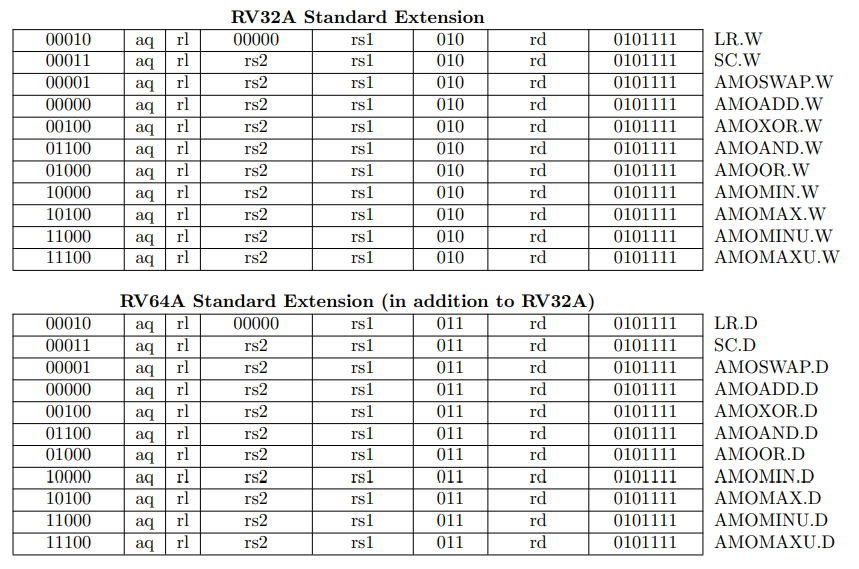 RV32A Standard Extension
00010 aq rl 00000 rs1 010 rd 0101111 LR.W
00011 aq rl rs2 rs1 010 rd 0101111 SC.W
00001 aq rl rs2 rs1 010 rd 0101111 AMOSWAP.W
00000 aq rl rs2 rs1 010 rd 0101111 AMOADD.W
00100 aq rl rs2 rs1 010 rd 0101111 AMOXOR.W
01100 aq rl rs2 rs1 010 rd 0101111 AMOAND.W
01000 aq rl rs2 rs1 010 rd 0101111 AMOOR.W
10000 aq rl rs2 rs1 010 rd 0101111 AMOMIN.W
10100 aq rl rs2 rs1 010 rd 0101111 AMOMAX.W
11000 aq rl rs2 rs1 010 rd 0101111 AMOMINU.W
11100 aq rl rs2 rs1 010 rd 0101111 AMOMAXU.W
RV64A Standard Extension (in addition to RV32A)
00010 aq rl 00000 rs1 011 rd 0101111 LR.D
00011 aq rl rs2 rs1 011 rd 0101111 SC.D
00001 aq rl rs2 rs1 011 rd 0101111 AMOSWAP.D
00000 aq rl rs2 rs1 011 rd 0101111 AMOADD.D
00100 aq rl rs2 rs1 011 rd 0101111 AMOXOR.D
01100 aq rl rs2 rs1 011 rd 0101111 AMOAND.D
01000 aq rl rs2 rs1 011 rd 0101111 AMOOR.D
10000 aq rl rs2 rs1 011 rd 0101111 AMOMIN.D
10100 aq rl rs2 rs1 011 rd 0101111 AMOMAX.D
11000 aq rl rs2 rs1 011 rd 0101111 AMOMINU.D
11100 aq rl rs2 rs1 011 rd 0101111 AMOMAXU.D